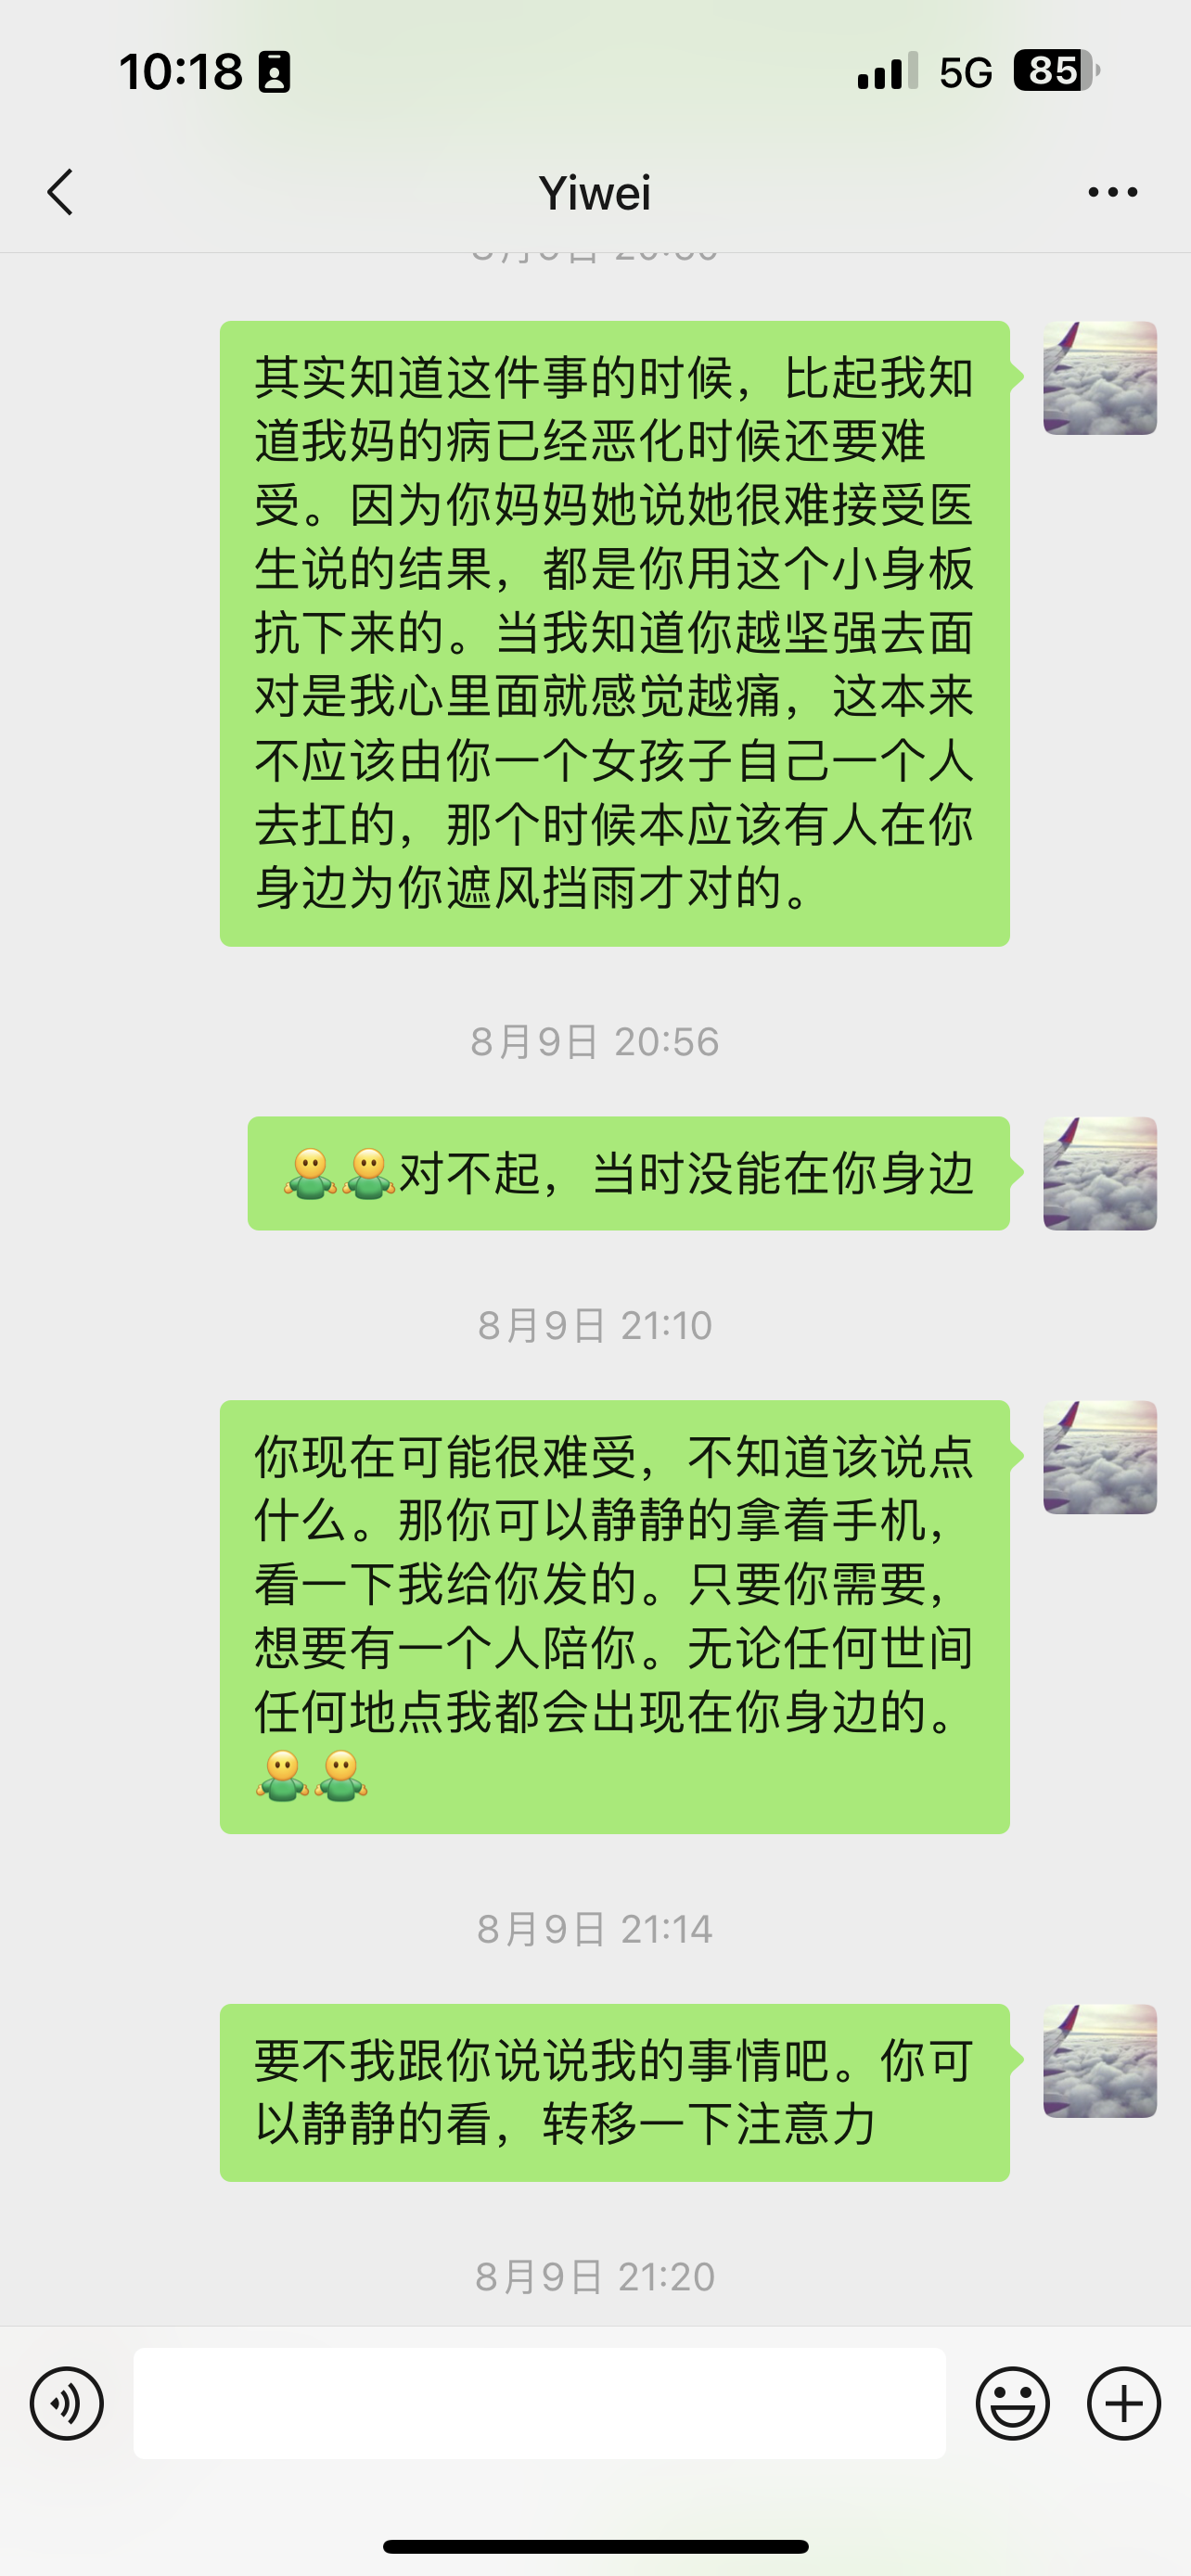 10:18
5G
85
Yiwei
其实知道这件事的时候，比起我知
道我妈的病已经恶化时候还要难
受。因为你妈妈她说她很难接受医
生说的结果，都是你用这个小身板
抗下来的。当我知道你越坚强去面
对是我心里面就感觉越痛，这本来
不应该由你一个女孩子自己一个人
去扛的，那个时候本应该有人在你
身边为你遮风挡雨才对的。
8月9日 20:56
对不起，当时没能在你身边
8月9日 21:10
你现在可能很难受，不知道该说点
什么。那你可以静静的拿着手机，
看一下我给你发的。只要你需要，
想要有一个人陪你。无论任何世间
任何地点我都会出现在你身边的。
8月9日 21:14
要不我跟你说说我的事情吧。你可
以静静的看，转移一下注意力
8月9日 21:20